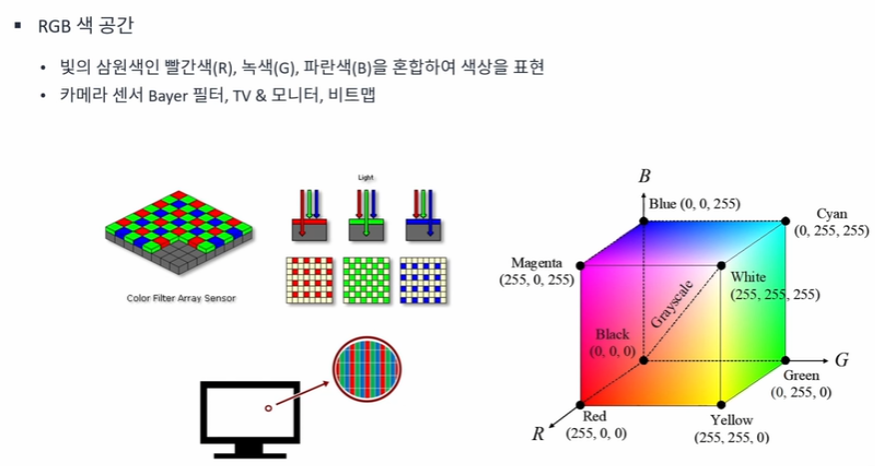 ▪ RGB 색 공간
• 빛의 삼원색인 빨간색(R), 녹색(G), 파란색(B)을 혼합하여 색상을 표현
• 카메라 센서 Bayer 필터, TV & 모니터, 비트맵
Light
Color Filter Array Sensor
B
Blue (0, 0, 255)
Cyan
(0, 255, 255)
Magenta
(255, 0, 255)
White
(255, 255, 255)
Grayscale
Black
(0, 0, 0)
G
Green
(0, 255, 0)
R
Red
(255, 0, 0)
Yellow
(255, 255, 0)